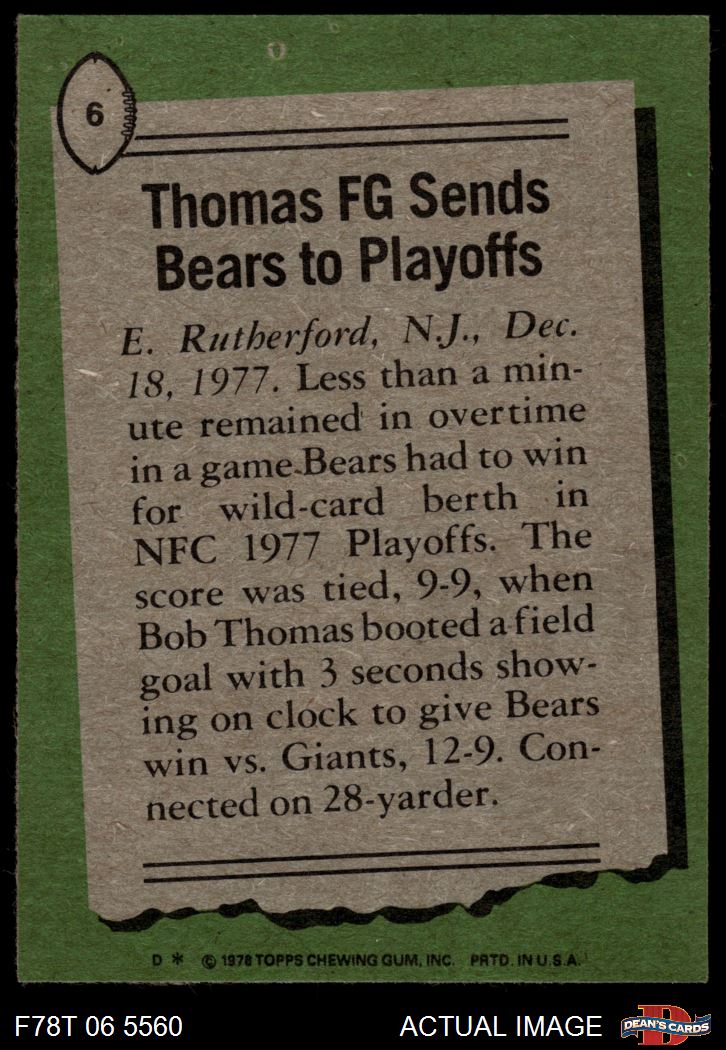 6
Thomas FG Sends
Bears to Playoffs
E. Rutherford, N.J., Dec.
18, 1977. Less than a min-
ute remained in overtime
in a game Bears had to win
for wild-card berth in
NFC 1977 Playoffs. The
score was tied, 9-9, when
Bob Thomas booted a field
goal with 3 seconds show-
ing on clock to give Bears
win vs. Giants, 12-9. Con-
nected on 28-yarder.
D * © 1978 TOPPS CHEWING GUM, INC. PRTD. IN U.S.A.
F78T 06 5560 ACTUAL IMAGE D DEAN'S CARDS